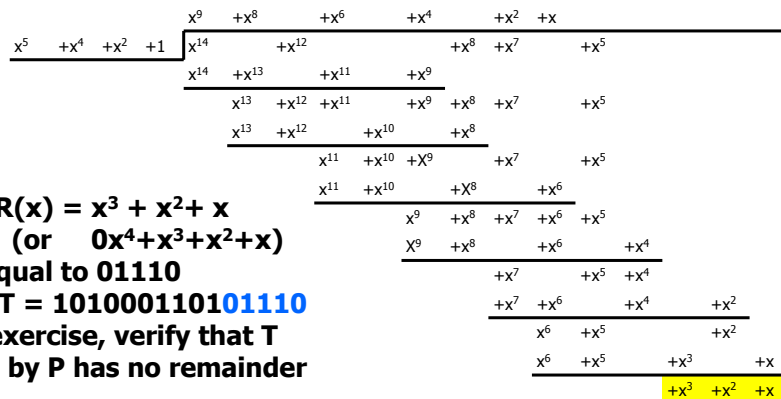 x⁹ +x⁸ +x⁶ +x⁴ +x² +x
x⁵ +x⁴ +x² +1 x¹⁴ +x¹² +x⁸ +x⁷ +x⁵
x¹⁴ +x¹³ +x¹¹ +x⁹
x¹³ +x¹² +x¹¹ +x⁹ +x⁸ +x⁷ +x⁵
x¹³ +x¹² +x¹⁰ +x⁸
x¹¹ +x¹⁰ +X⁹ +x⁷ +x⁵
x¹¹ +x¹⁰ +X⁸ +x⁶
x⁹ +x⁸ +x⁷ +x⁶ +x⁵
X⁹ +x⁸ +x⁶ +x⁴
+x⁷ +x⁵ +x⁴
+x⁷ +x⁶ +x⁴ +x²
x⁶ +x⁵ +x²
x⁶ +x⁵ +x³ +x
+x³ +x² +x
R(x) = x³ + x²+ x
(or 0x⁴+x³+x²+x)
qual to 01110
T = 101000110101110
exercise, verify that T
by P has no remainder